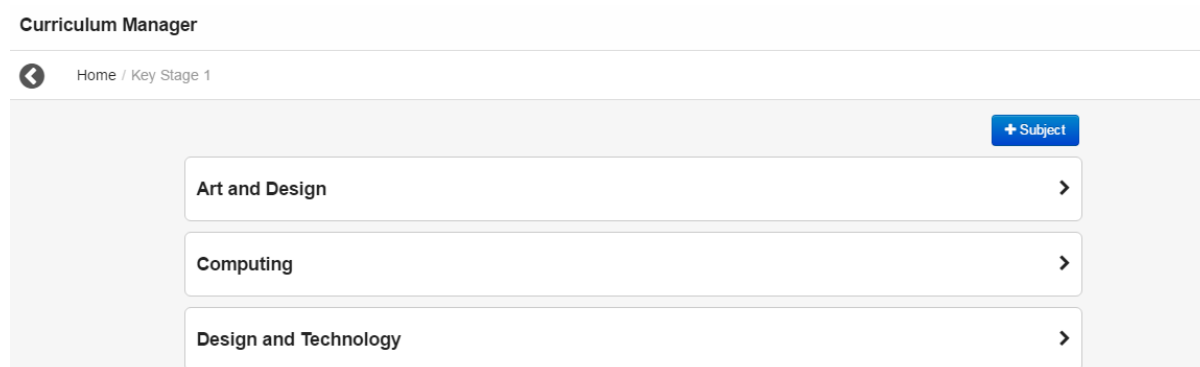 Curriculum Manager
Home / Key Stage 1
+ Subject
Art and Design
Computing
Design and Technology